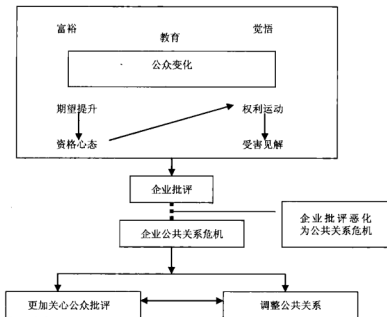 富裕
教育
觉悟
公众变化
期望提升
权利运动
资格心态
受害见解
企业批评
企业批评恶化
为公共关系危机
企业公共关系危机
更加关心公众批评
调整公共关系